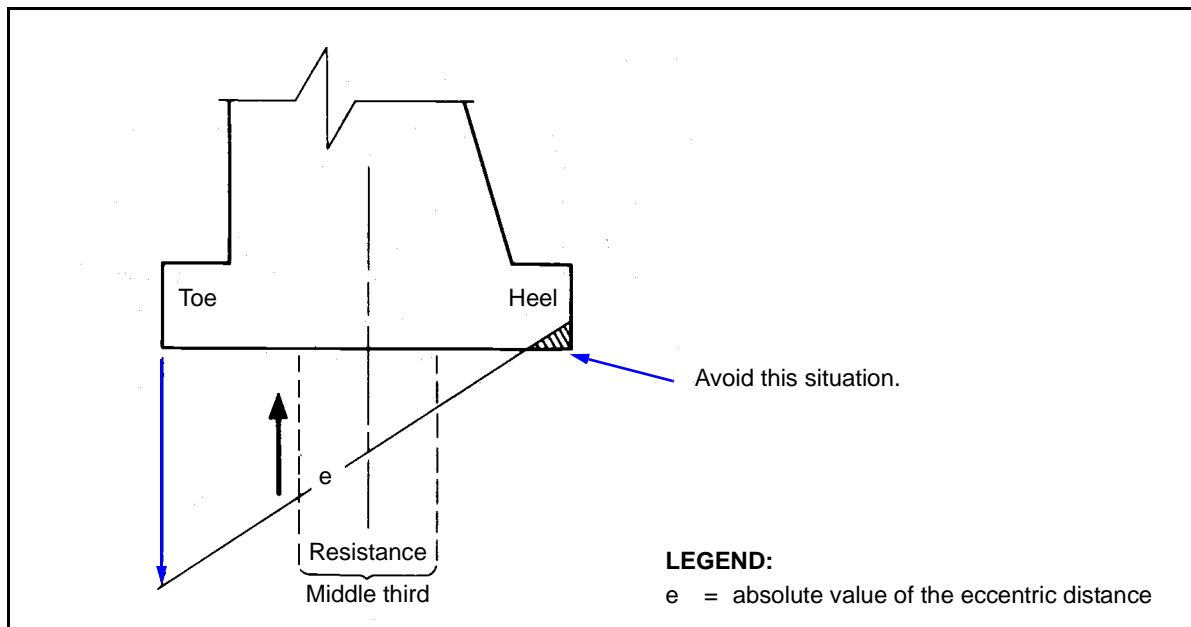 Toe
Heel
Avoid this situation.
e
Resistance
Middle third
LEGEND:
e = absolute value of the eccentric distance